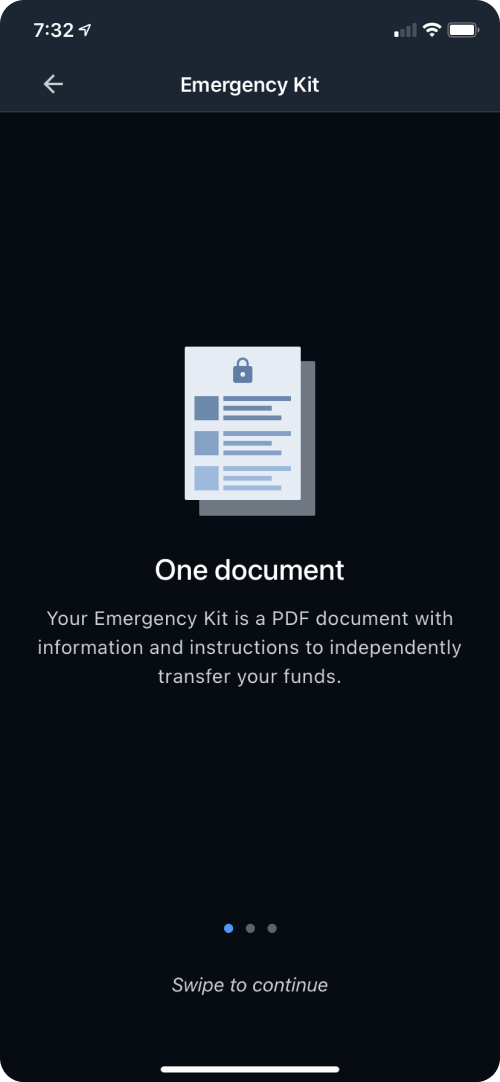 7:32
Emergency Kit
One document
Your Emergency Kit is a PDF document with
information and instructions to independently
transfer your funds.
Swipe to continue